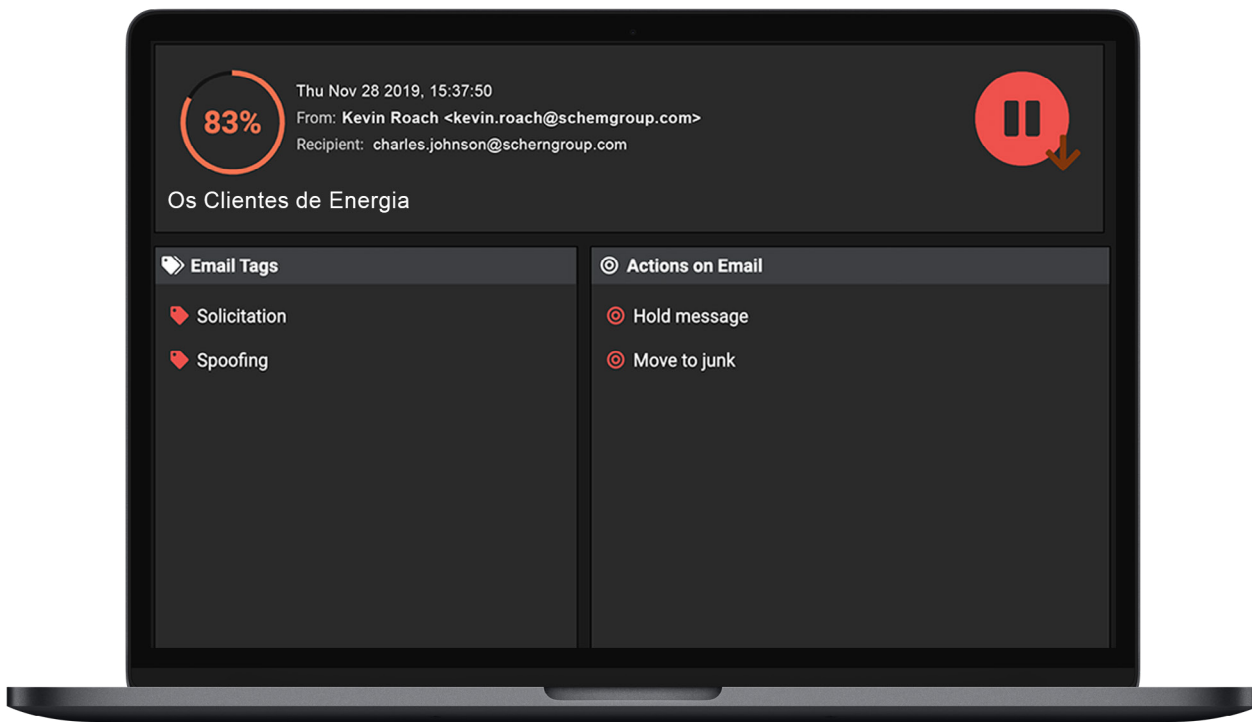 83%
Thu Nov 28 2019, 15:37:50
From: Kevin Roach <kevin.roach@schemgroup.com>
Recipient: charles.johnson@scherngroup.com
Os Clientes de Energia
Email Tags
Solicitation
Spoofing
Actions on Email
Hold message
Move to junk